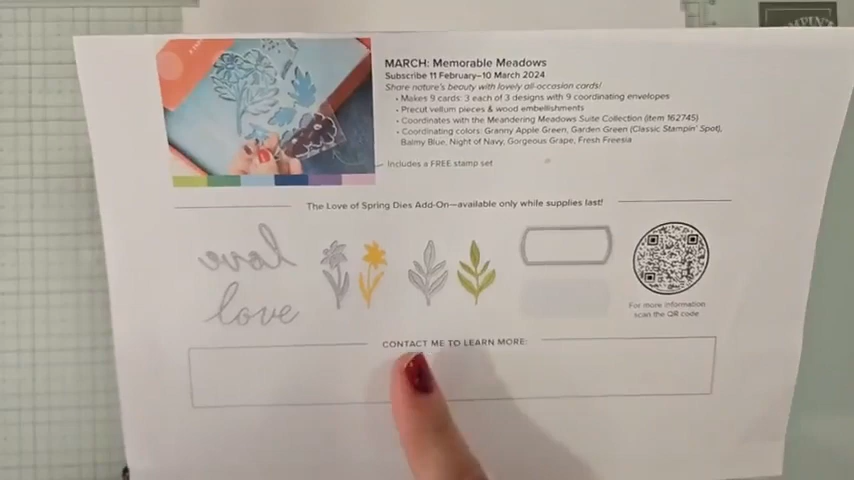 MARCH: Memorable Meadows
Subscribe 11 February–10 March 2024
Share nature's beauty with lovely all-occasion cards!
• Makes 9 cards: 3 each of 3 designs with 9 coordinating envelopes
• Precut vellum pieces & wood embellishments
• Coordinates with the Meandering Meadows Suite Collection (item 162745)
• Coordinating colors: Granny Apple Green, Garden Green (Classic Stampin' Spot),
Balmy Blue, Night of Navy, Gorgeous Grape, Fresh Freesia
Includes a FREE stamp set
The Love of Spring Dies Add-On—available only while supplies last!
love
love
For more information
scan the QR code
CONTACT ME TO LEARN MORE: